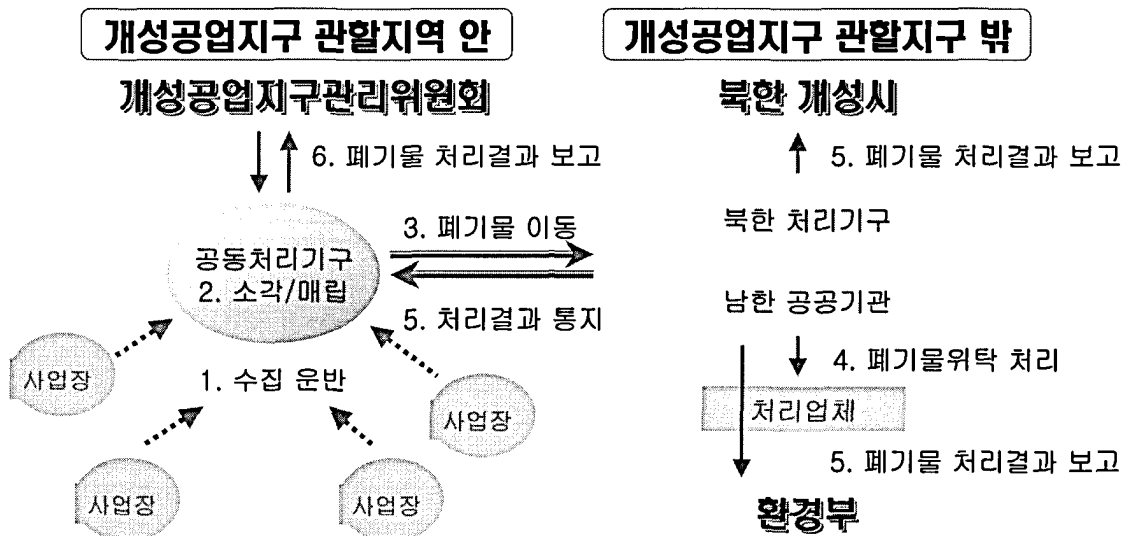 개성공업지구 관할지역 안
개성공업지구관리위원회
6. 폐기물 처리결과 보고
3. 폐기물 이동
공동처리기구
2. 소각/매립
5. 처리결과 통지
사업장
1. 수집 운반
사업장
사업장
사업장
개성공업지구 관할지구 밖
북한 개성시
5. 폐기물 처리결과 보고
북한 처리기구
남한 공공기관
4. 폐기물위탁 처리
처리업체
5. 폐기물 처리결과 보고
환경부